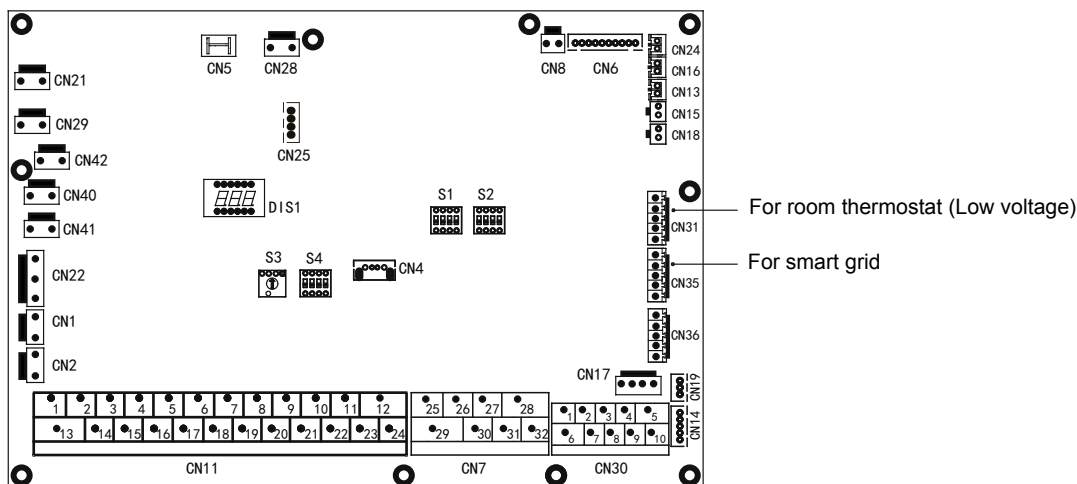 CN5
CN28
CN8
CN6
CN24
CN16
CN13
CN15
CN18
CN21
CN29
CN42
CN40
CN41
CN22
CN1
CN2
CN25
DIS1
S1 S2
S3 S4
CN4
CN31
For room thermostat (Low voltage)
CN35
For smart grid
CN36
CN17
CN19
CN14
1 2 3 4 5 6 7 8 9 10 11 12
13 14 15 16 17 18 19 20 21 22 23 24
CN11
25 26 27 28
29 30 31 32
CN7
1 2 3 4 5
6 7 8 9 10
CN30